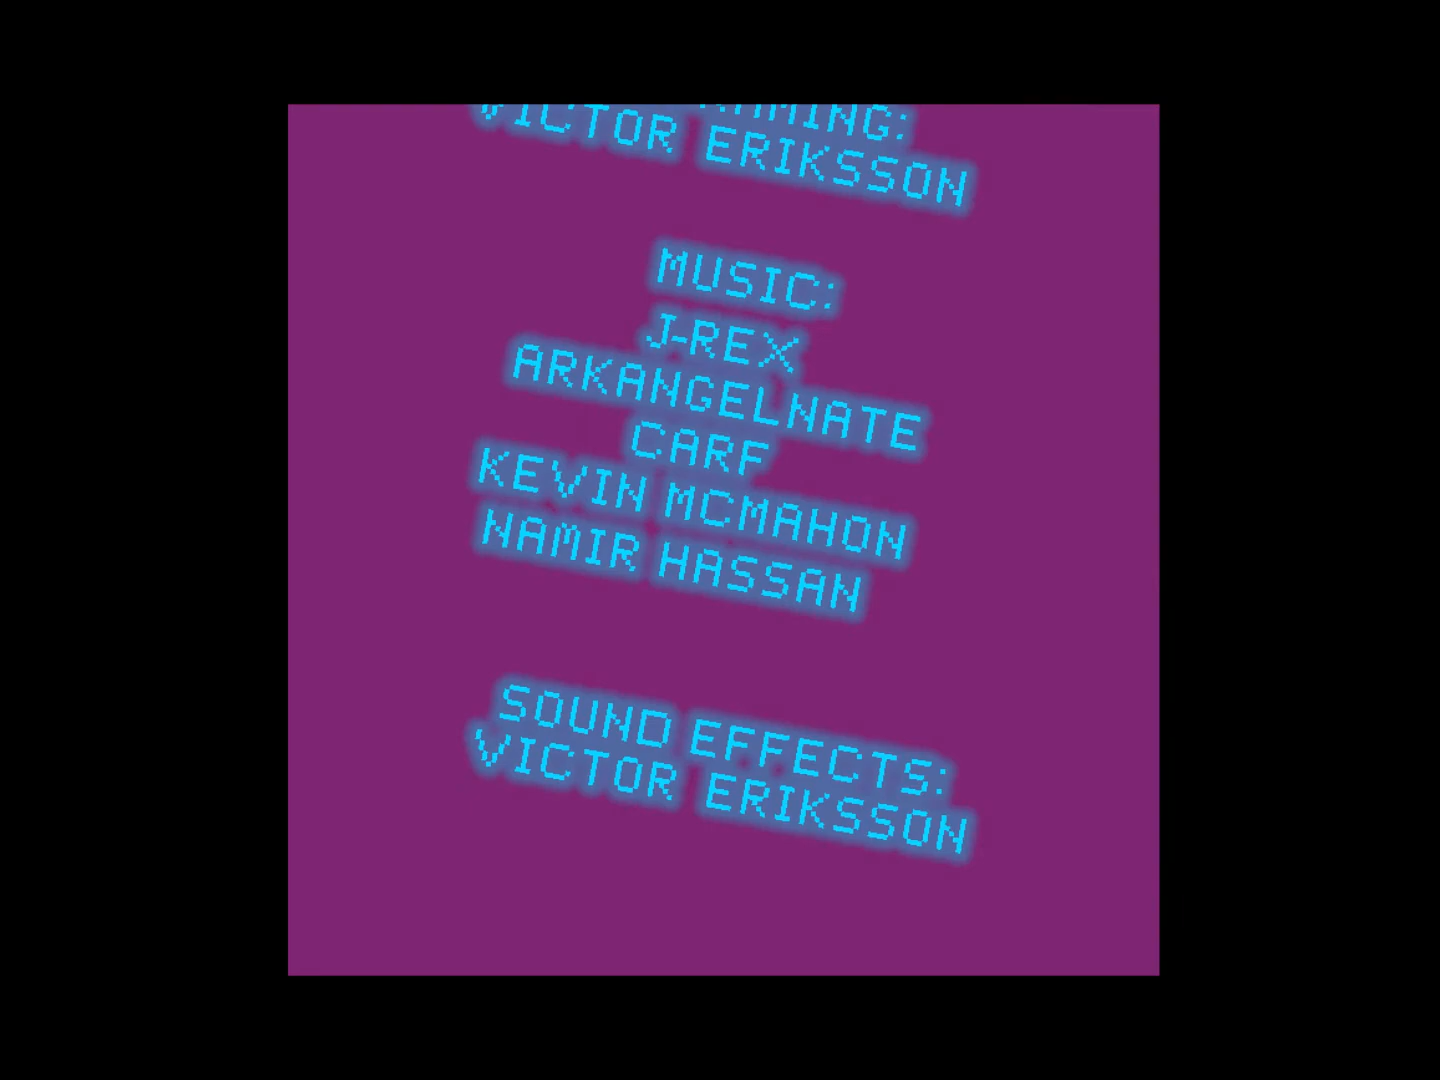 VICTOR ERIKSSON
MUSIC:
J-REX
ARKANGELNATE
CARF
KEVIN MCMAHON
NAMIR HASSAN
SOUND EFFECTS:
VICTOR ERIKSSON